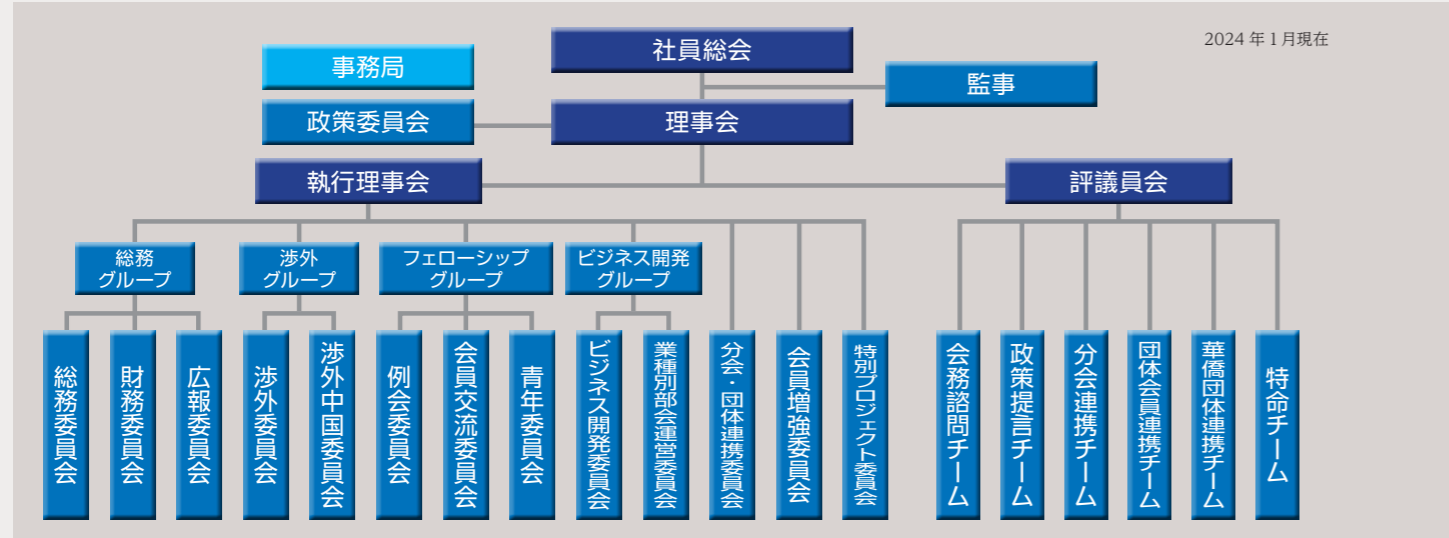 2024年1月現在
社員総会
事務局
監事
政策委員会
理事会
執行理事会
評議員会
総務
グループ
渉外
グループ
フェローシップ
グループ
ビジネス開発
グループ
総務委員会
財務委員会
広報委員会
渉外委員会
渉外中国委員会
例会委員会
会員交流委員会
青年委員会
ビジネス開発委員会
業種別部会運営委員会
分会・団体連携委員会
会員増強委員会
特別プロジェクト委員会
会務諮問チーム
政策提言チーム
分会連携チーム
団体会員連携チーム
華僑団体連携チーム
特命チーム